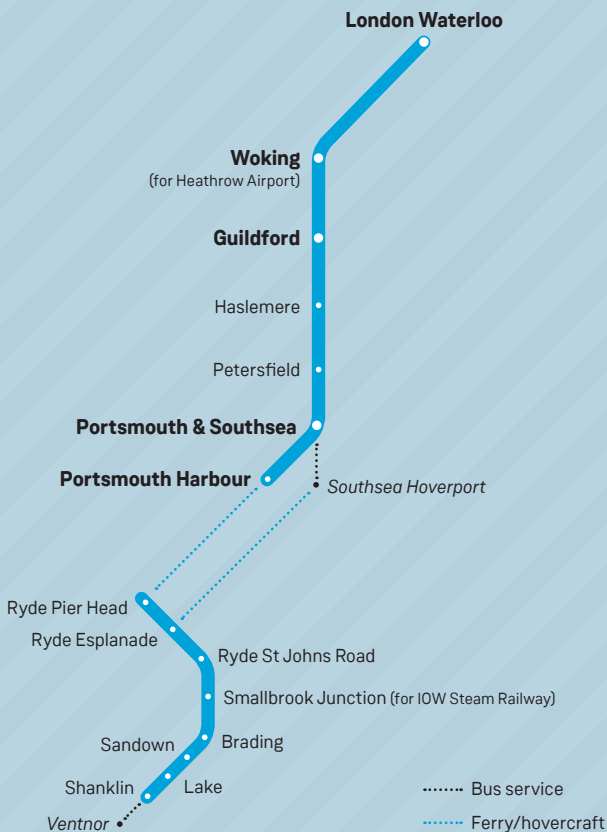 London Waterloo
Woking
(for Heathrow Airport)
Guildford
Haslemere
Petersfield
Portsmouth & Southsea
Portsmouth Harbour
Southsea Hoverport
Ryde Pier Head
Ryde Esplanade
Ryde St Johns Road
Smallbrook Junction (for IOW Steam Railway)
Brading
Sandown
Lake
Shanklin
Ventnor
Bus service
Ferry/hovercraft